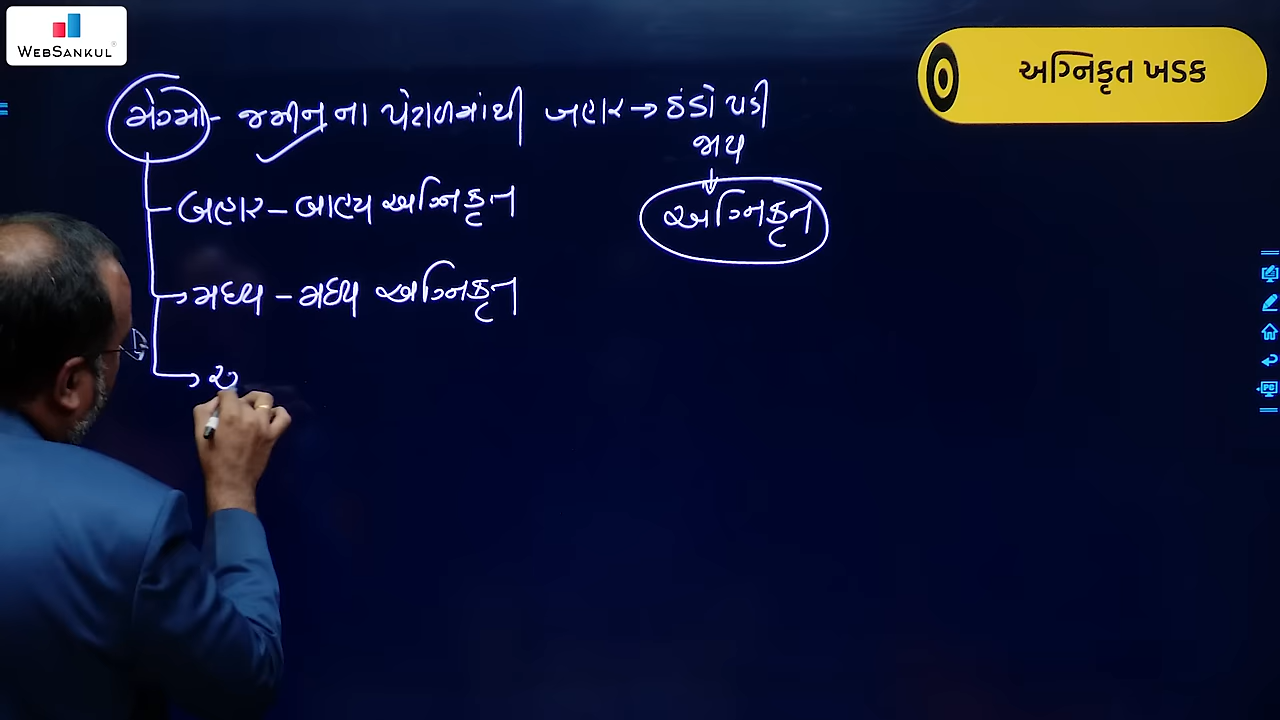 WEBSANKUL
અગ્નિકૃત ખડક
મેગ્મા - જમીનના પેટાળમાંથી બહાર → ઠંડો પડી
જાય
અગ્નિકૃત
બહાર - બાહ્ય અગ્નિકૃત
મધ્ય - મધ્ય અગ્નિકૃત